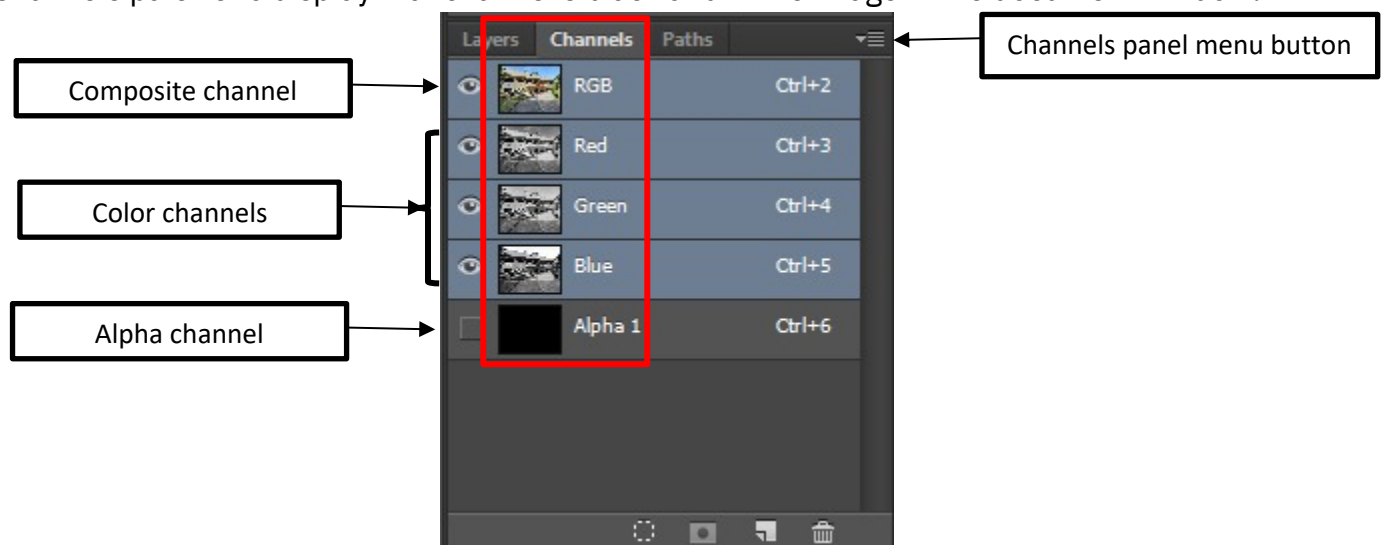 Layers Channels Paths
Channels panel menu button
Composite channel
RGB Ctrl+2
Red Ctrl+3
Color channels
Green Ctrl+4
Blue Ctrl+5
Alpha channel
Alpha 1 Ctrl+6